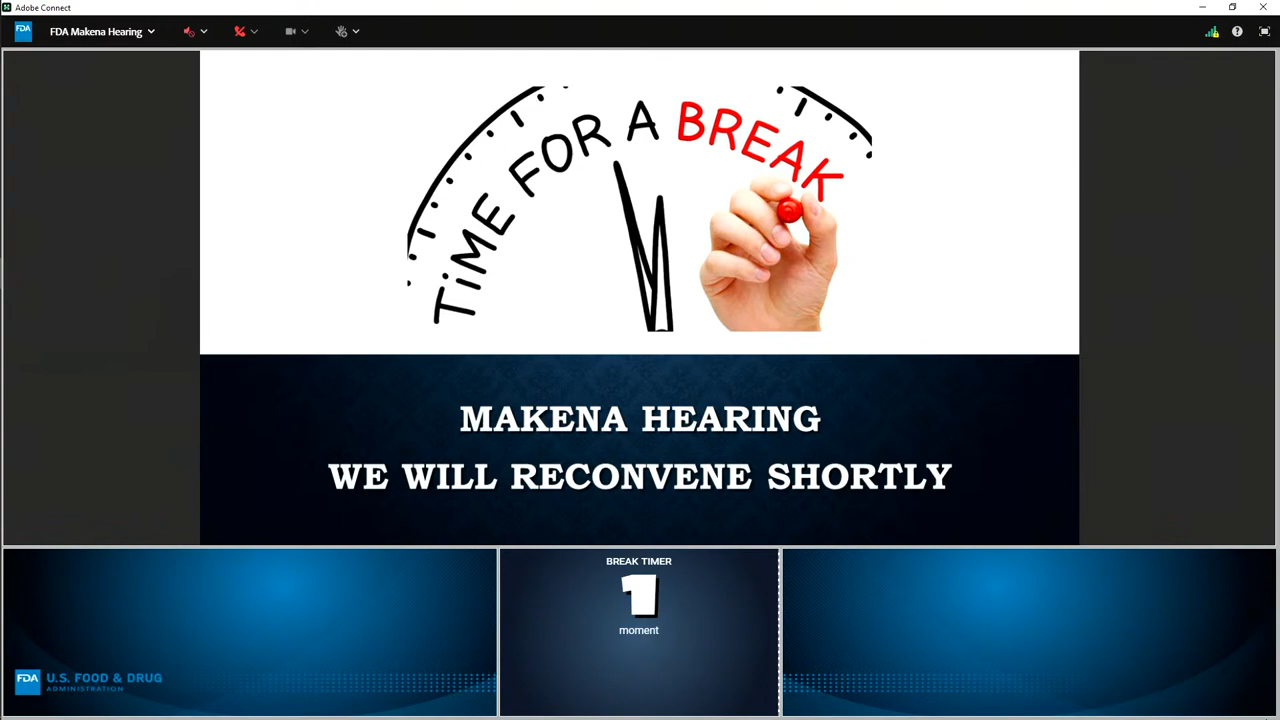 Adobe Connect
FDA
FDA Makena Hearing
TiME FOR A BREAK
MAKENA HEARING
WE WILL RECONVENE SHORTLY
BREAK TIMER
1
moment
FDA
U.S. FOOD & DRUG
ADMINISTRATION